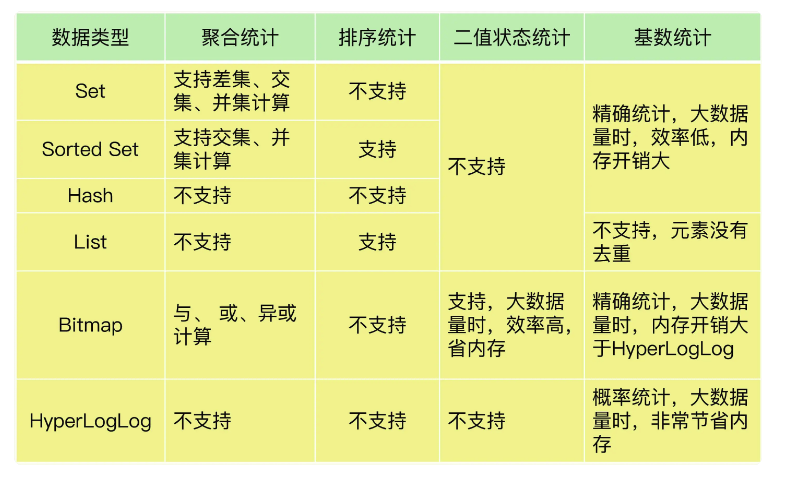 数据类型 聚合统计 排序统计 二值状态统计 基数统计
Set
支持差集、交
集、并集计算
不支持
Sorted Set
支持交集、并
集计算
支持
Hash
不支持
不支持
List
不支持
支持
不支持
精确统计，大数据
量时，效率低，内
存开销大
不支持，元素没有
去重
Bitmap
与、 或、异或
计算
不支持
支持，大数据
量时，效率高，
省内存
精确统计，大数据
量时，内存开销大
于HyperLogLog
HyperLogLog
不支持
不支持
不支持
概率统计，大数据
量时，非常节省内
存